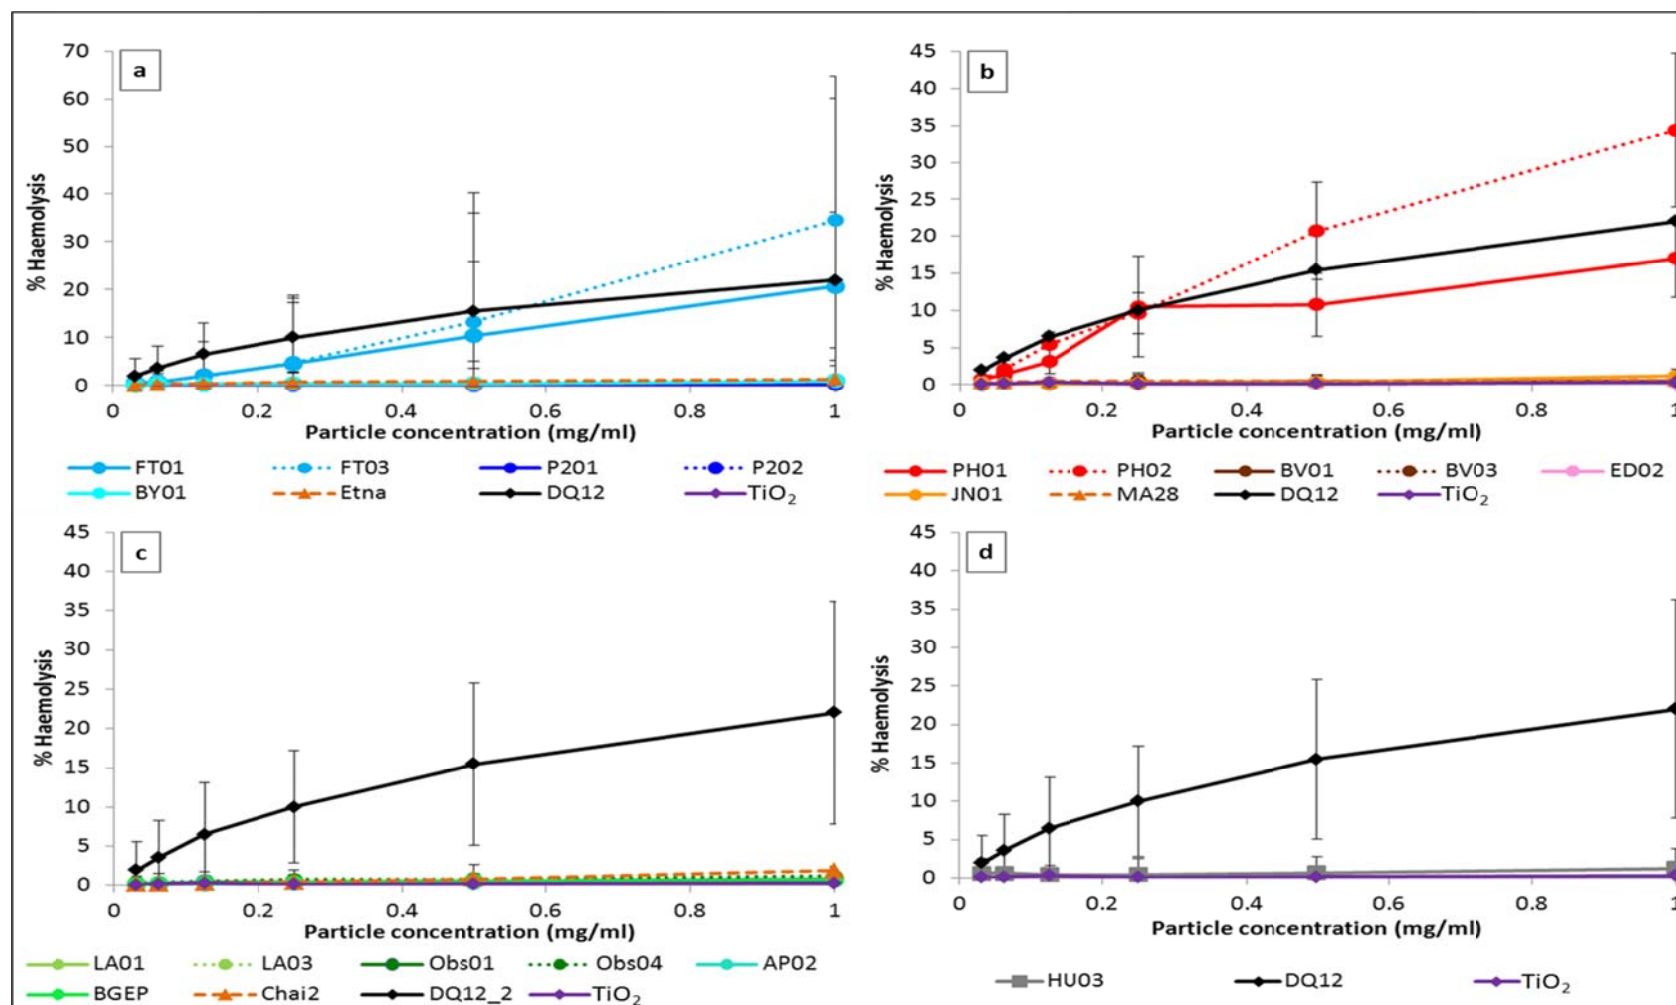 a
% Haemolysis
70
60
50
40
30
20
10
0
0 0.2 0.4 0.6 0.8 1
Particle concentration (mg/ml)
FT01 FT03 P201 P202
BY01 Etna DQ12 TiO₂
b
% Haemolysis
45
40
35
30
25
20
15
10
5
0
0 0.2 0.4 0.6 0.8 1
Particle concentration (mg/ml)
PH01 PH02 BV01 BV03 ED02
JN01 MA28 DQ12 TiO₂
c
% Haemolysis
45
40
35
30
25
20
15
10
5
0
0 0.2 0.4 0.6 0.8 1
Particle concentration (mg/ml)
LA01 LA03 Obs01 Obs04 AP02
BGEP Chai2 DQ12_2 TiO₂
d
% Haemolysis
45
40
35
30
25
20
15
10
5
0
0 0.2 0.4 0.6 0.8 1
Particle concentration (mg/ml)
HU03 DQ12 TiO₂